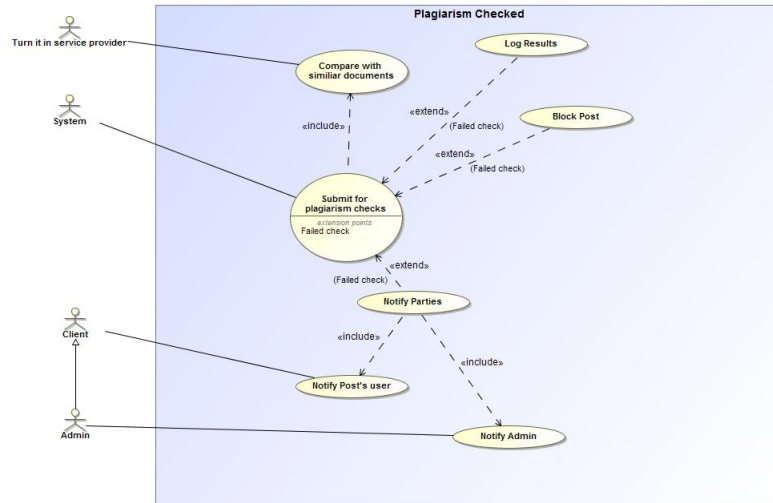 Plagiarism Checked
Turn it in service provider
Log Results
Compare with
similiar documents
«extend»
(Failed check)
Block Post
System
«include»
«extend»
(Failed check)
Submit for
plagiarism checks
extension points
Failed check
«extend»
(Failed check)
Notify Parties
Client
«include»
«include»
Notify Post's user
Admin
Notify Admin